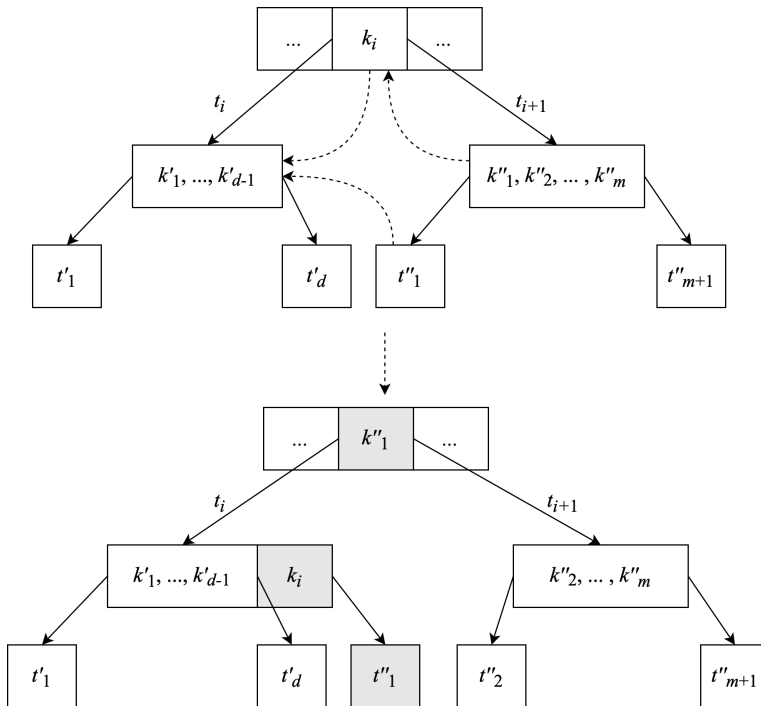 ... k_i ...
t_i t_{i+1}
k'_1, ..., k'_{d-1} k''_1, k''_2, ... , k''_m
t'_1 t'_d t''_1 t''_{m+1}
... k''_1 ...
t_i t_{i+1}
k'_1, ..., k'_{d-1} k_i k''_2, ... , k''_m
t'_1 t'_d t''_1 t''_2 t''_{m+1}